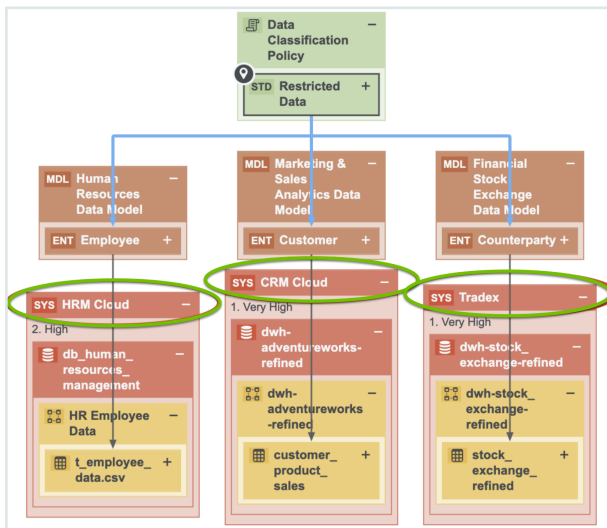 Data
Classification
Policy
STD Restricted
Data
MDL Human
Resources
Data Model
ENT Employee
MDL Marketing &
Sales
Analytics Data
Model
ENT Customer
MDL Financial
Stock
Exchange
Data Model
ENT Counterparty
SYS HRM Cloud
2. High
db_human_
resources_
management
HR Employee
Data
t_employee_
data.csv
SYS CRM Cloud
1. Very High
dwh-
adventureworks-
refined
dwh-
adventureworks
-refined
customer_
product_
sales
SYS Tradex
1. Very High
dwh-stock_
exchange-refined
dwh-stock_
exchange-
refined
stock_
exchange_
refined